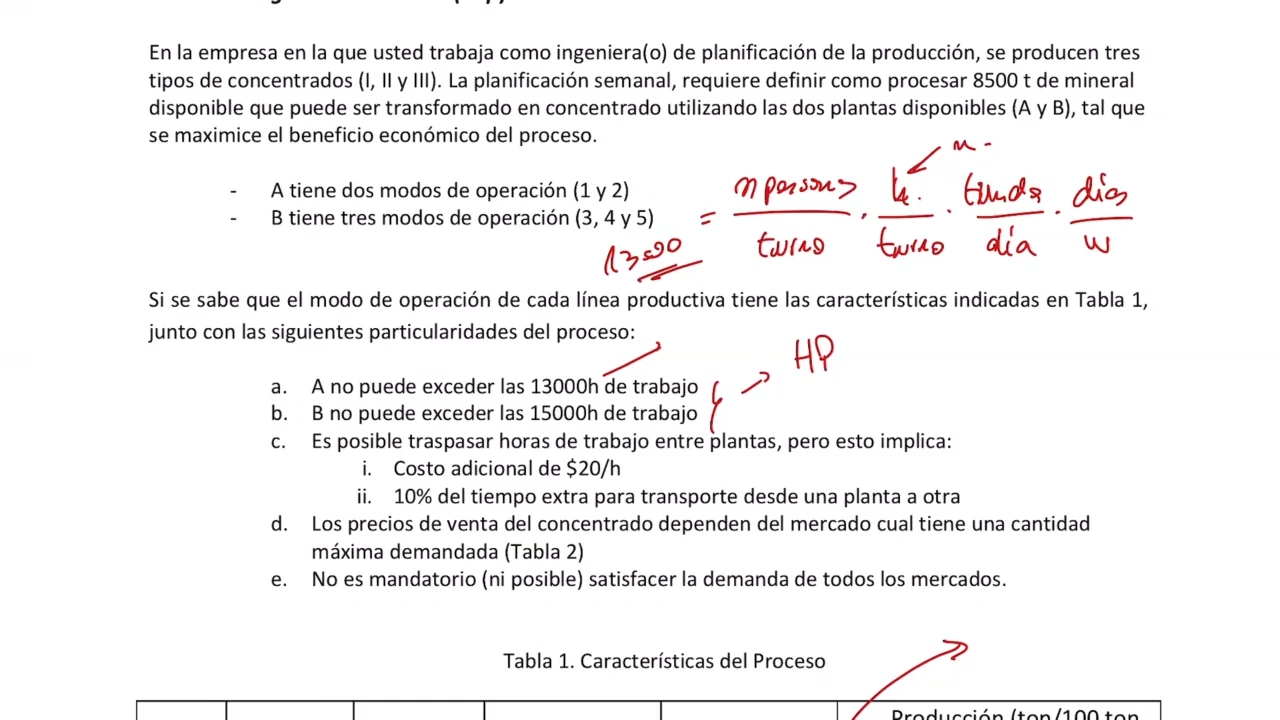 En la empresa en la que usted trabaja como ingeniera(o) de planificación de la producción, se producen tres
tipos de concentrados (I, II y III). La planificación semanal, requiere definir como procesar 8500 t de mineral
disponible que puede ser transformado en concentrado utilizando las dos plantas disponibles (A y B), tal que
se maximice el beneficio económico del proceso.
- A tiene dos modos de operación (1 y 2)
- B tiene tres modos de operación (3, 4 y 5)
13000 = n personas / turno · h. / turno · turnos / día · días / w
Si se sabe que el modo de operación de cada línea productiva tiene las características indicadas en Tabla 1,
junto con las siguientes particularidades del proceso:
HP
a. A no puede exceder las 13000h de trabajo
b. B no puede exceder las 15000h de trabajo
c. Es posible traspasar horas de trabajo entre plantas, pero esto implica:
i. Costo adicional de $20/h
ii. 10% del tiempo extra para transporte desde una planta a otra
d. Los precios de venta del concentrado dependen del mercado cual tiene una cantidad
máxima demandada (Tabla 2)
e. No es mandatorio (ni posible) satisfacer la demanda de todos los mercados.
Tabla 1. Características del Proceso
Producción (ton/100 ton